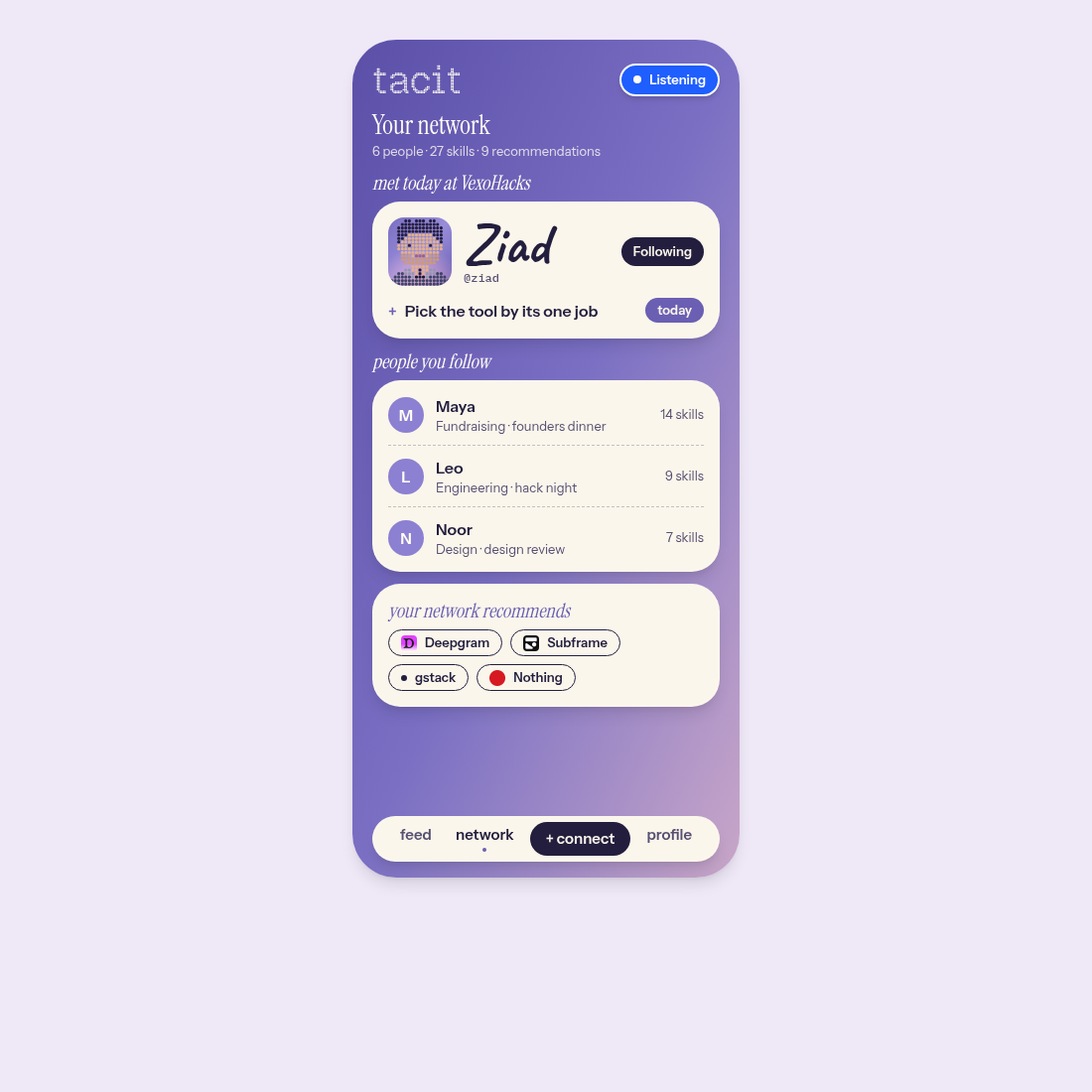 tacit
Listening
Your network
6 people · 27 skills · 9 recommendations
met today at VexoHacks
Ziad
@ziad
Following
+ Pick the tool by its one job
today
people you follow
M
Maya
Fundraising · founders dinner
14 skills
L
Leo
Engineering · hack night
9 skills
N
Noor
Design · design review
7 skills
your network recommends
D Deepgram
Subframe
gstack
Nothing
feed
network
+ connect
profile